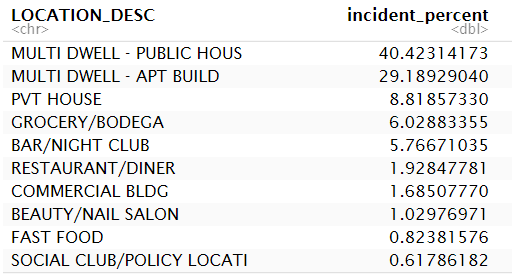 LOCATION_DESC incident_percent
<chr> <dbl>
MULTI DWELL - PUBLIC HOUS 40.42314173
MULTI DWELL - APT BUILD 29.18929040
PVT HOUSE 8.81857330
GROCERY/BODEGA 6.02883355
BAR/NIGHT CLUB 5.76671035
RESTAURANT/DINER 1.92847781
COMMERCIAL BLDG 1.68507770
BEAUTY/NAIL SALON 1.02976971
FAST FOOD 0.82381576
SOCIAL CLUB/POLICY LOCATI 0.61786182